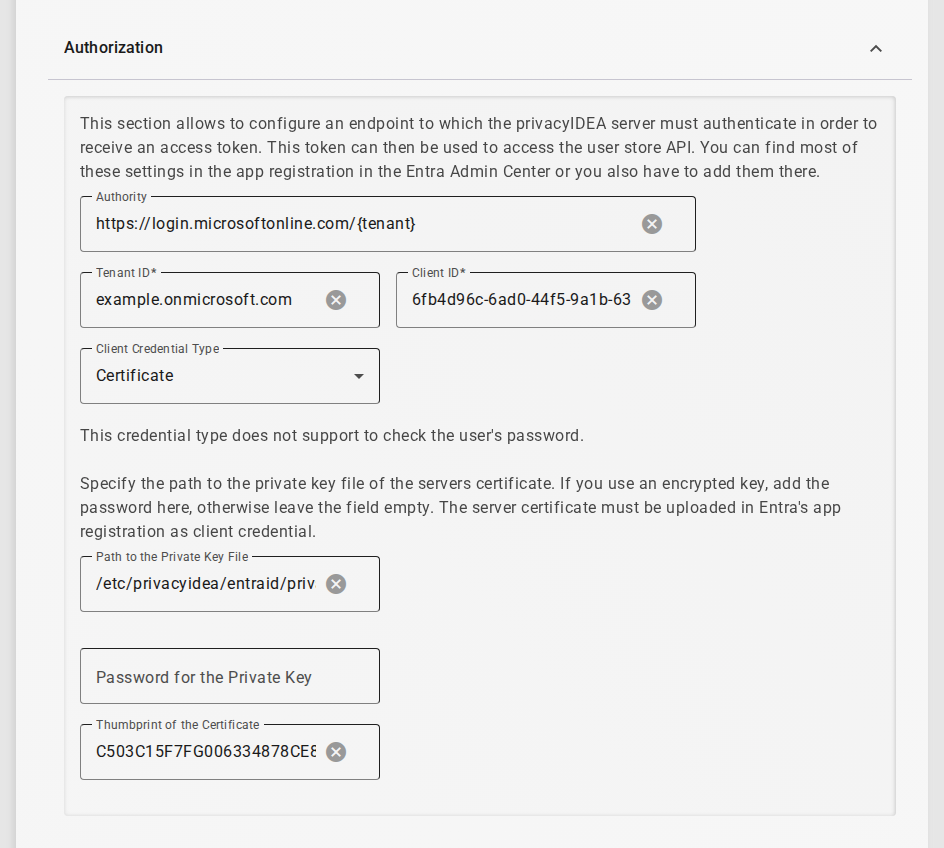 Authorization
This section allows to configure an endpoint to which the privacyIDEA server must authenticate in order to
receive an access token. This token can then be used to access the user store API. You can find most of
these settings in the app registration in the Entra Admin Center or you also have to add them there.
Authority
https://login.microsoftonline.com/{tenant}
Tenant ID*
example.onmicrosoft.com
Client ID*
6fb4d96c-6ad0-44f5-9a1b-63
Client Credential Type
Certificate
This credential type does not support to check the user's password.
Specify the path to the private key file of the servers certificate. If you use an encrypted key, add the
password here, otherwise leave the field empty. The server certificate must be uploaded in Entra's app
registration as client credential.
Path to the Private Key File
/etc/privacyidea/entraid/priv
Password for the Private Key
Thumbprint of the Certificate
C503C15F7FG006334878CE8